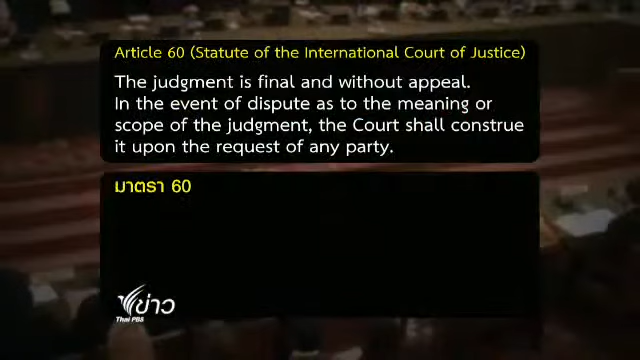 Article 60 (Statute of the International Court of Justice)
The judgment is final and without appeal.
In the event of dispute as to the meaning or
scope of the judgment, the Court shall construe
it upon the request of any party.
มาตรา 60
ข่าว
Thai PBS